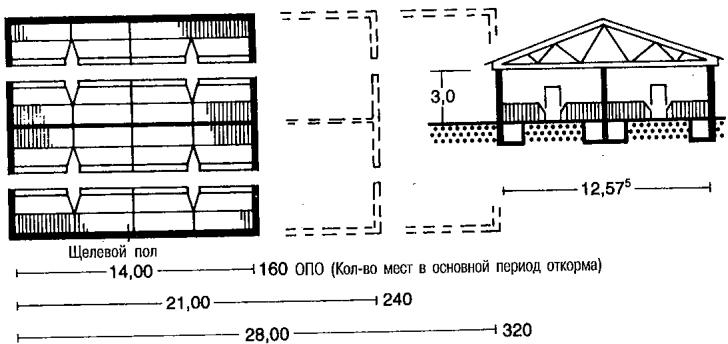 3,0
12,57⁵
Щелевой пол
14,00 160 ОПО (Кол-во мест в основной период откорма)
21,00 240
28,00 320